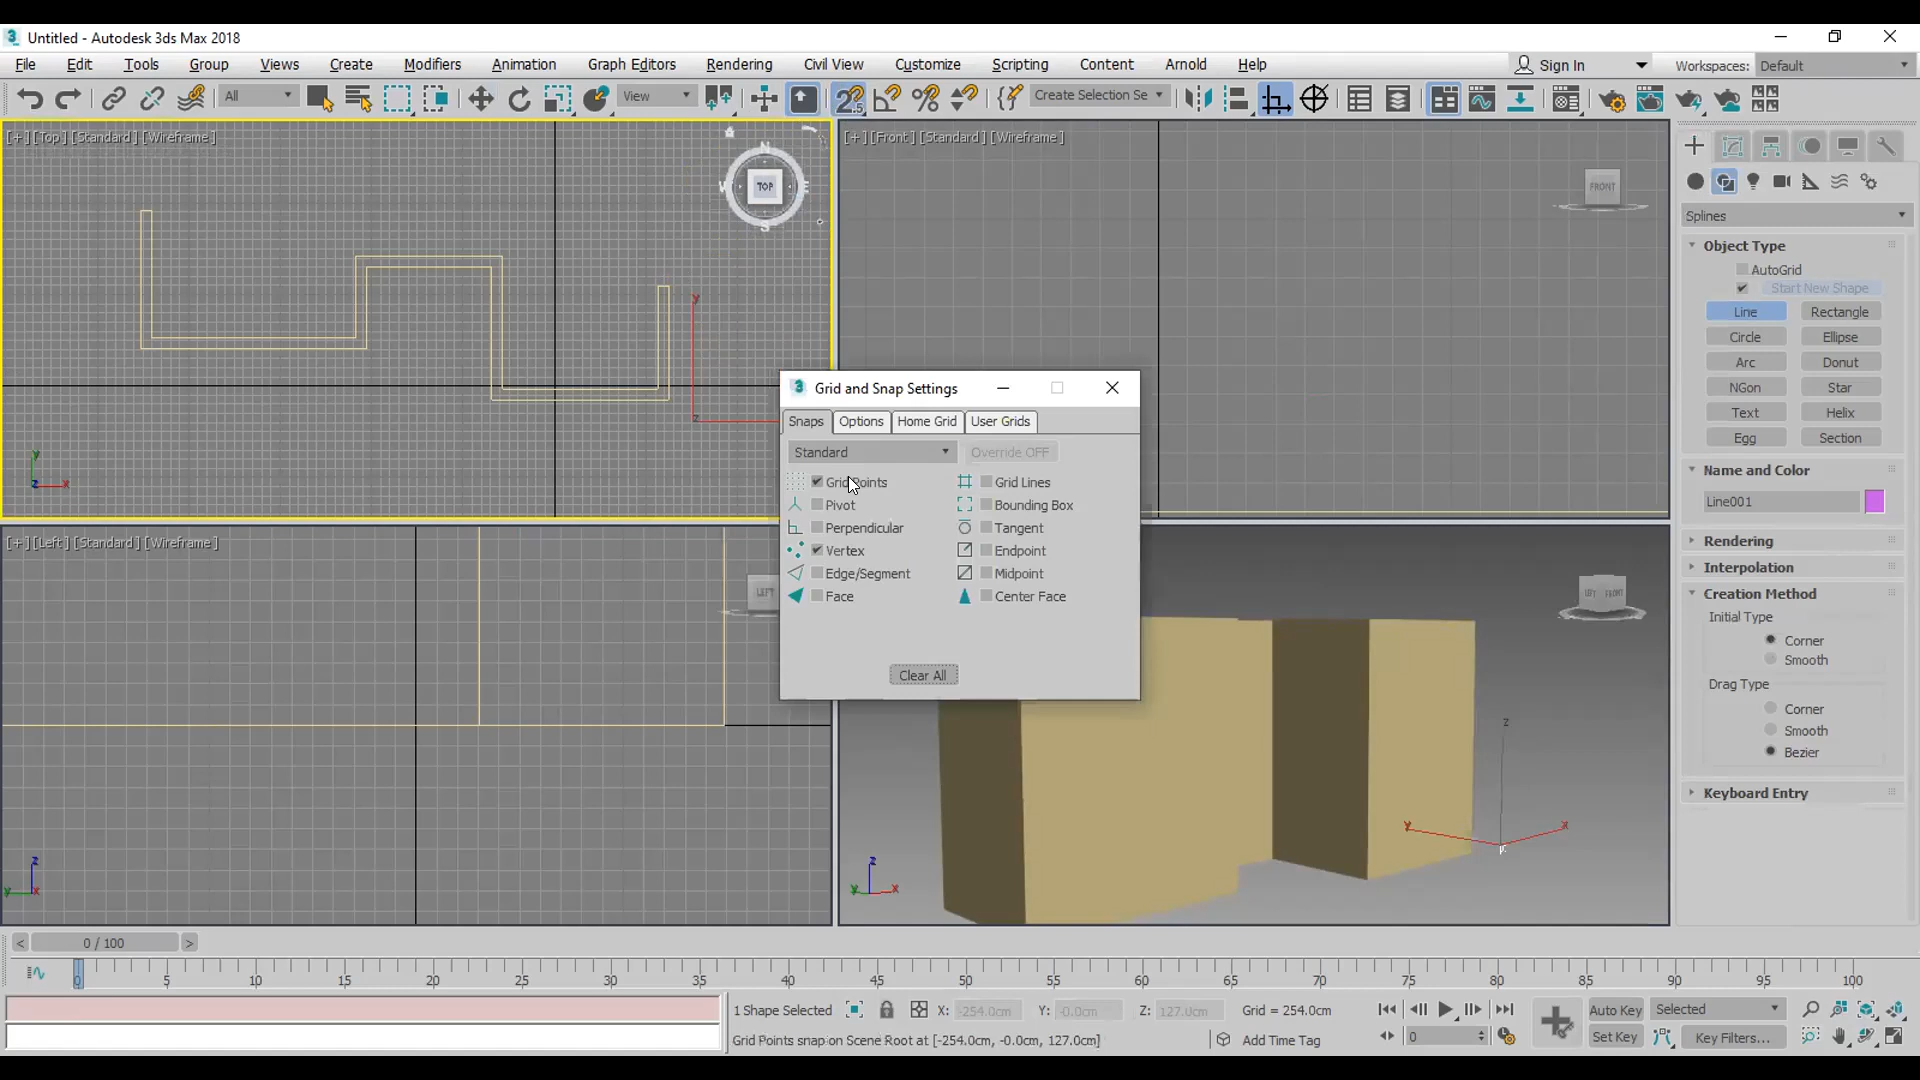 Untitled - Autodesk 3ds Max 2018
File Edit Tools Group Views Create Modifiers Animation Graph Editors Rendering Civil View Customize Scripting Content Arnold Help Sign In Workspaces: Default
All View Create Selection Se
[+] [Top] [Standard] [Wireframe]
N
W TOP E
S
y
z
y
z x
[+] [Front] [Standard] [Wireframe]
FRONT
[+] [Left] [Standard] [Wireframe]
LEFT
z
y x
Grid and Snap Settings
Snaps Options Home Grid User Grids
Standard Override OFF
Grid Points Grid Lines
Pivot Bounding Box
Perpendicular Tangent
Vertex Endpoint
Edge/Segment Midpoint
Face Center Face
Clear All
LEFT FRONT
z
y x
z
y x
Splines
Object Type
AutoGrid
Start New Shape
Line Rectangle
Circle Ellipse
Arc Donut
NGon Star
Text Helix
Egg Section
Name and Color
Line001
Rendering
Interpolation
Creation Method
Initial Type
Corner
Smooth
Drag Type
Corner
Smooth
Bezier
Keyboard Entry
< 0 / 100 >
0 5 10 15 20 25 30 35 40 45 50 55 60 65 70 75 80 85 90 95 100
1 Shape Selected X: -254.0cm Y: -0.0cm Z: 127.0cm Grid = 254.0cm Auto Key Selected
Grid Points snap on Scene Root at [-254.0cm, -0.0cm, 127.0cm] Add Time Tag 0 Set Key Key Filters...